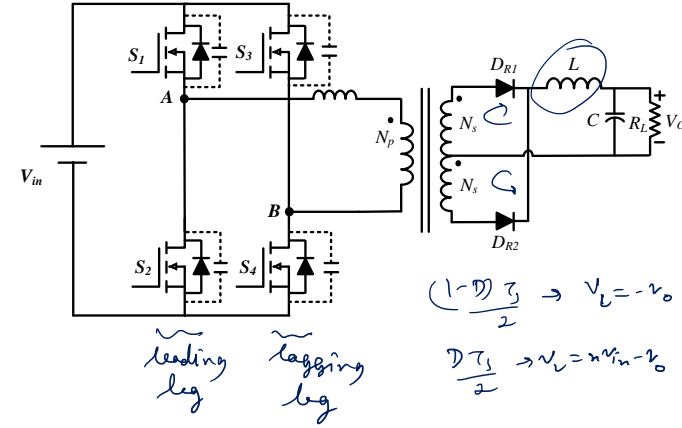 S1
S3
A
L
DR1
Np
Ns
C
RL
+
Vin
Ns
B
DR2
S2
S4
(1-D) Ts / 2 → VL = -vo
leading leg
lagging leg
D Ts / 2 → vL = nVin - vo